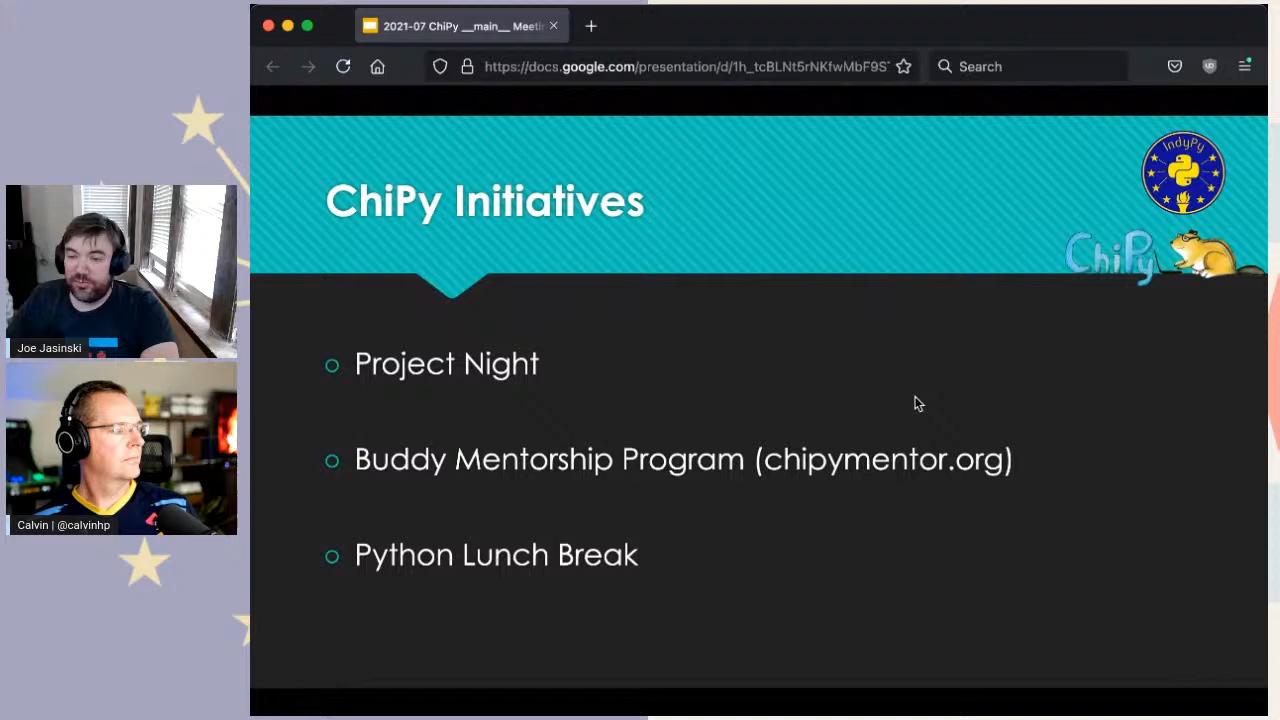 2021-07 ChiPy __main__ Meetin
https://docs.google.com/presentation/d/1h_tcBLNt5rNKfwMbF9S
Search
IndyPy
ChiPy Initiatives
ChiPy
Joe Jasinski
Project Night
Buddy Mentorship Program (chipymentor.org)
Calvin | @calvinhp
Python Lunch Break